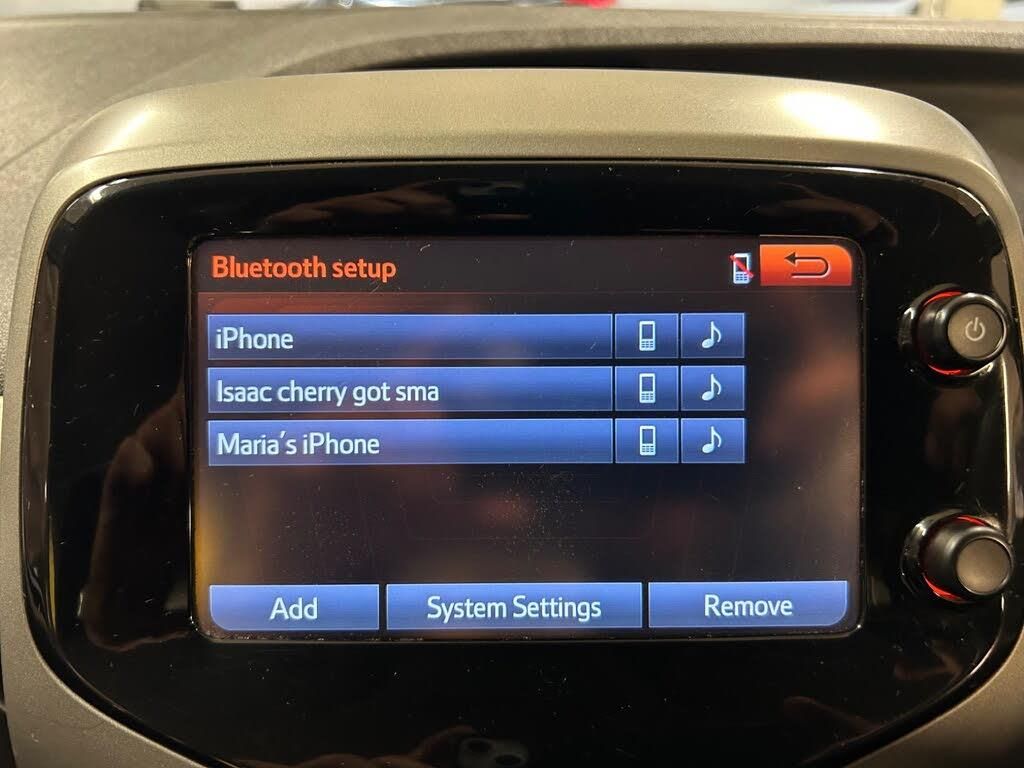 Bluetooth setup
iPhone
Isaac cherry got sma
Maria's iPhone
Add
System Settings
Remove